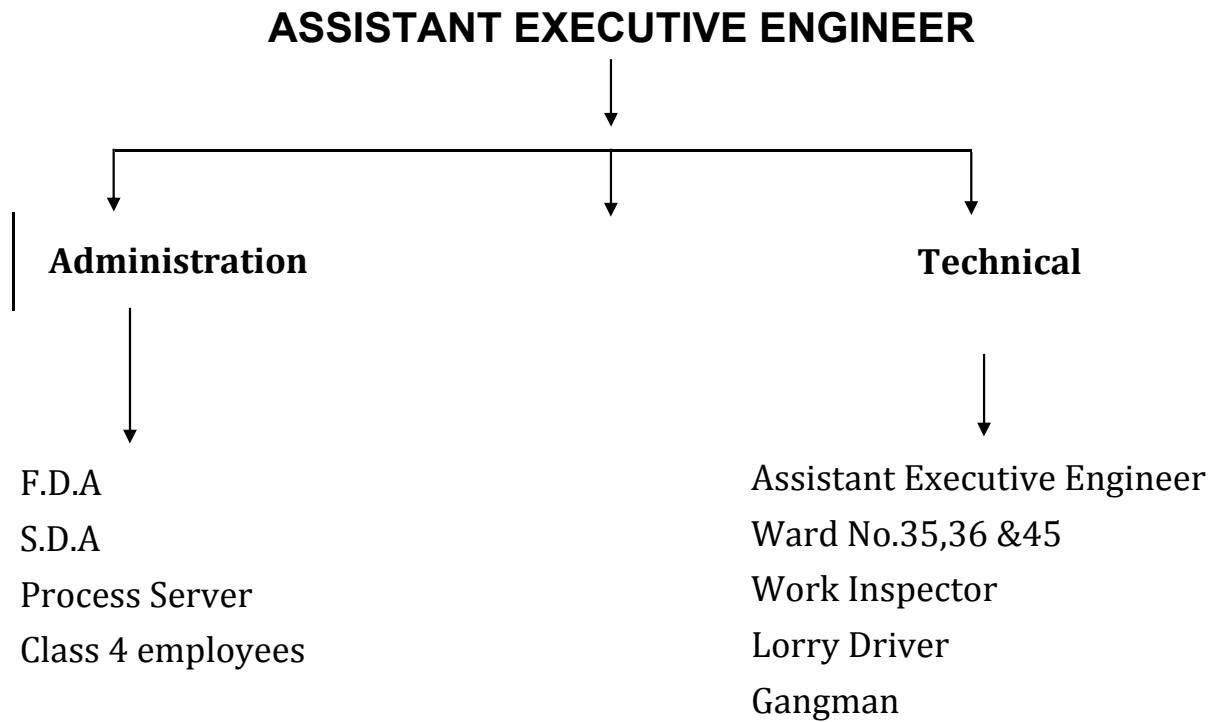 ASSISTANT EXECUTIVE ENGINEER
Administration
Technical
F.D.A
S.D.A
Process Server
Class 4 employees
Assistant Executive Engineer
Ward No.35,36 &45
Work Inspector
Lorry Driver
Gangman